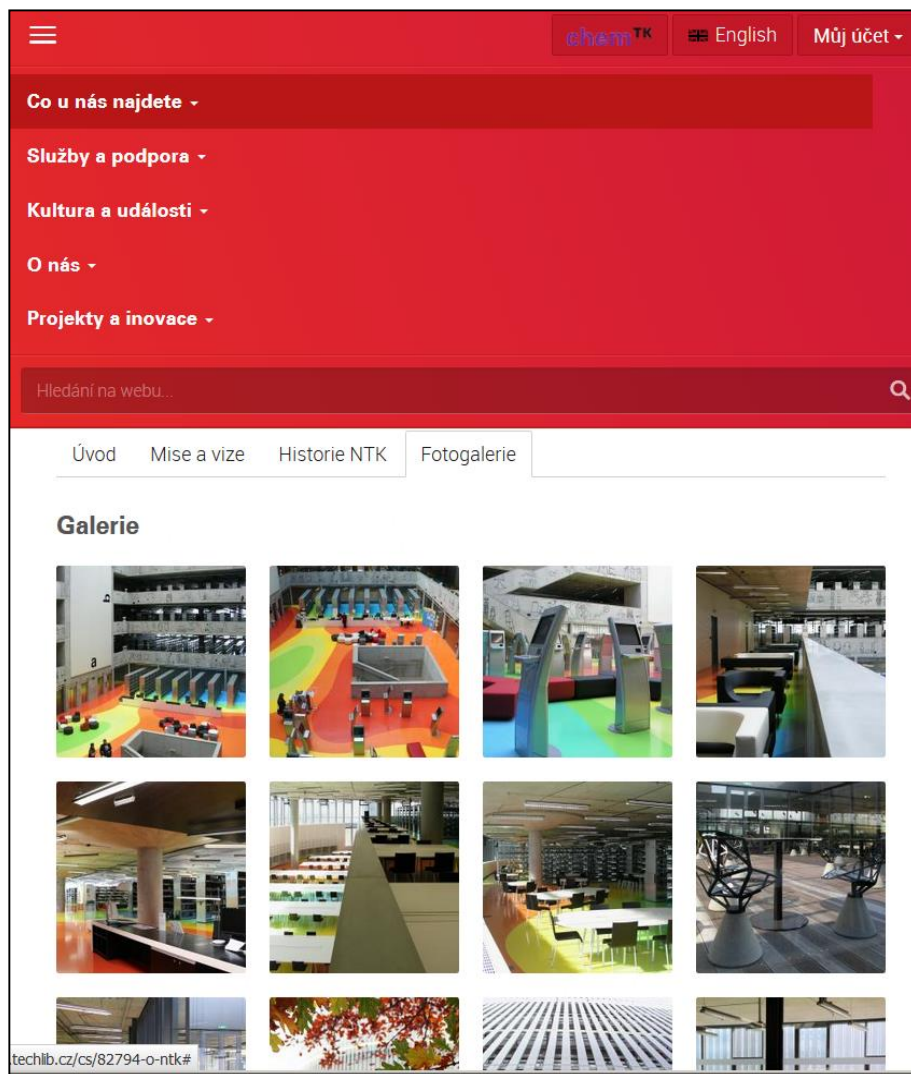 chemTK English Můj účet
Co u nás najdete
Služby a podpora
Kultura a události
O nás
Projekty a inovace
Hledání na webu...
Úvod Mise a vize Historie NTK Fotogalerie
Galerie
a
a
.techlib.cz/cs/82794-o-ntk#